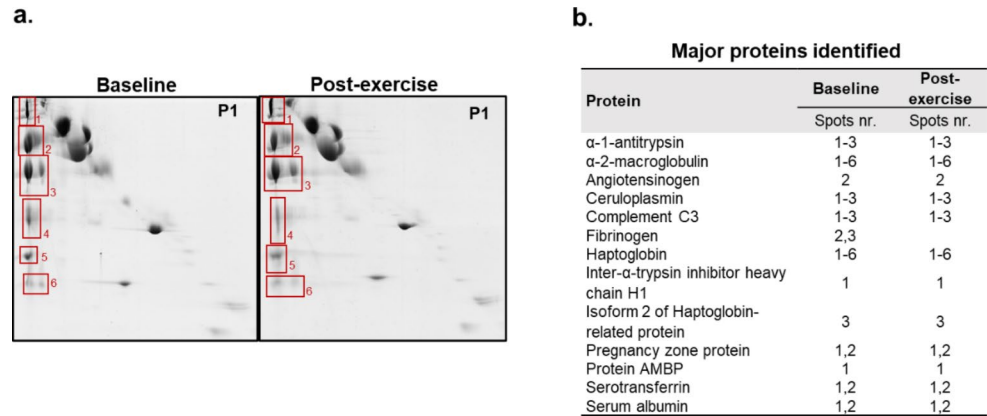 a.
Baseline
Post-exercise
P1
1
2
3
4
5
6
P1
1
2
3
4
5
6
b.
Major proteins identified
Protein Baseline Post-exercise
Spots nr. Spots nr.
α-1-antitrypsin 1-3 1-3
α-2-macroglobulin 1-6 1-6
Angiotensinogen 2 2
Ceruloplasmin 1-3 1-3
Complement C3 1-3 1-3
Fibrinogen 2,3
Haptoglobin 1-6 1-6
Inter-α-trypsin inhibitor heavy
chain H1 1 1
Isoform 2 of Haptoglobin-
related protein 3 3
Pregnancy zone protein 1,2 1,2
Protein AMBP 1 1
Serotransferrin 1,2 1,2
Serum albumin 1,2 1,2